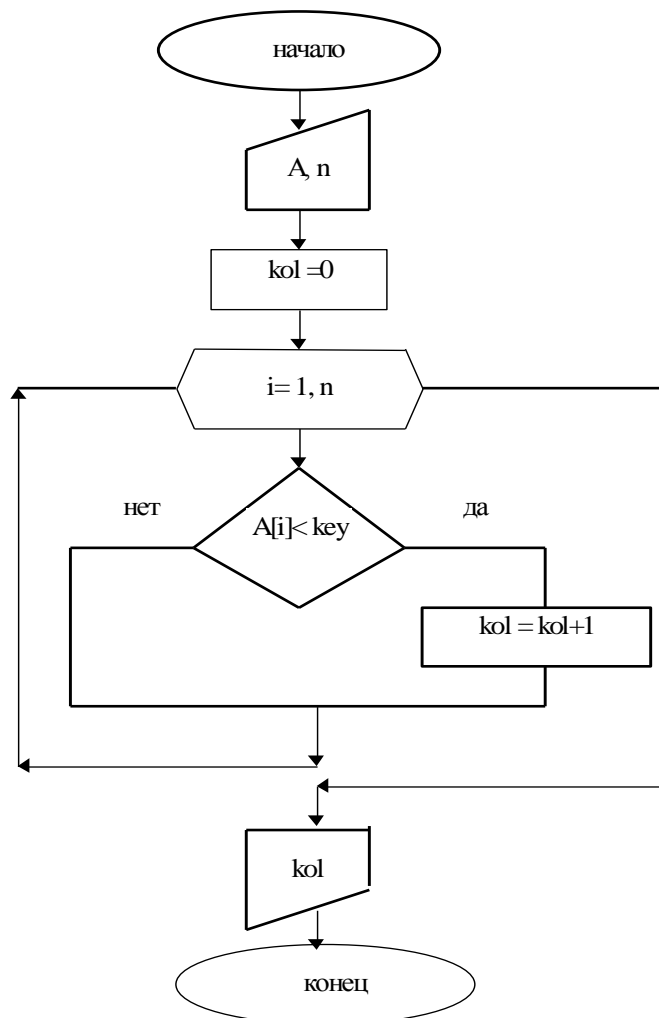 начало
A, n
kol =0
i= 1, n
нет
да
A[i]< key
kol = kol+1
kol
конец